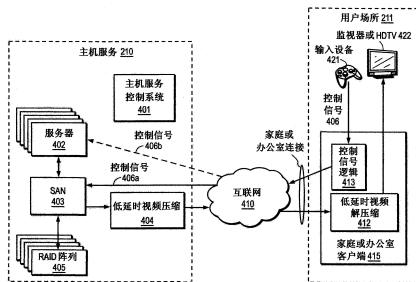 主机服务 210
主机服务
控制系统
401
服务器
402
控制信号
406b
控制信号
406a
SAN
403
低延时视频压缩
404
RAID 阵列
405
互联网
410
家庭或
办公室连接
用户场所 211
监视器或 HDTV 422
输入设备
421
控制
信号
406
控制
信号
逻辑
413
低延时视频
解压缩
412
家庭或办公室
客户端 415